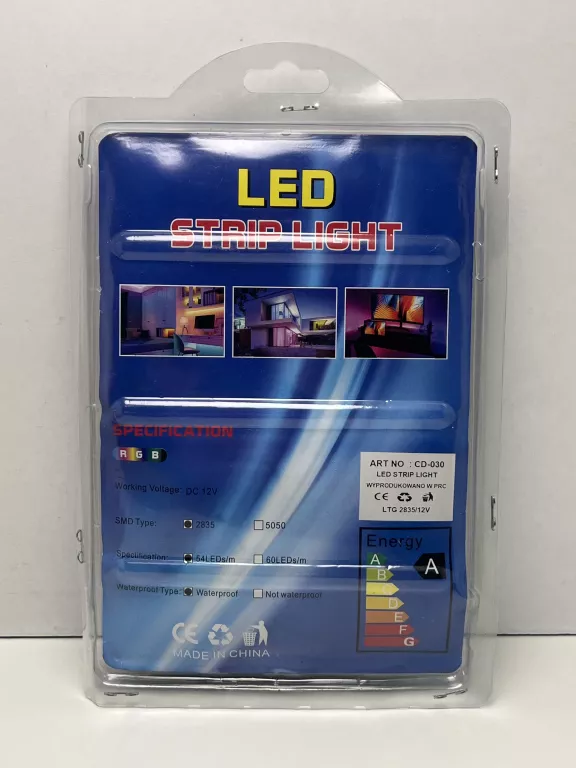 LED
STRIP LIGHT
SPECIFICATION
R G B
Working Voltage: DC 12V
SMD Type: 2835 5050
Specification: 54LEDs/m 60LEDs/m
Waterproof Type: Waterproof Not waterproof
CE
MADE IN CHINA
ART NO : CD-030
LED STRIP LIGHT
WYPRODUKOWANO W PRC
CE
LTG 2835/12V
Energy
A
A
B
C
D
E
F
G